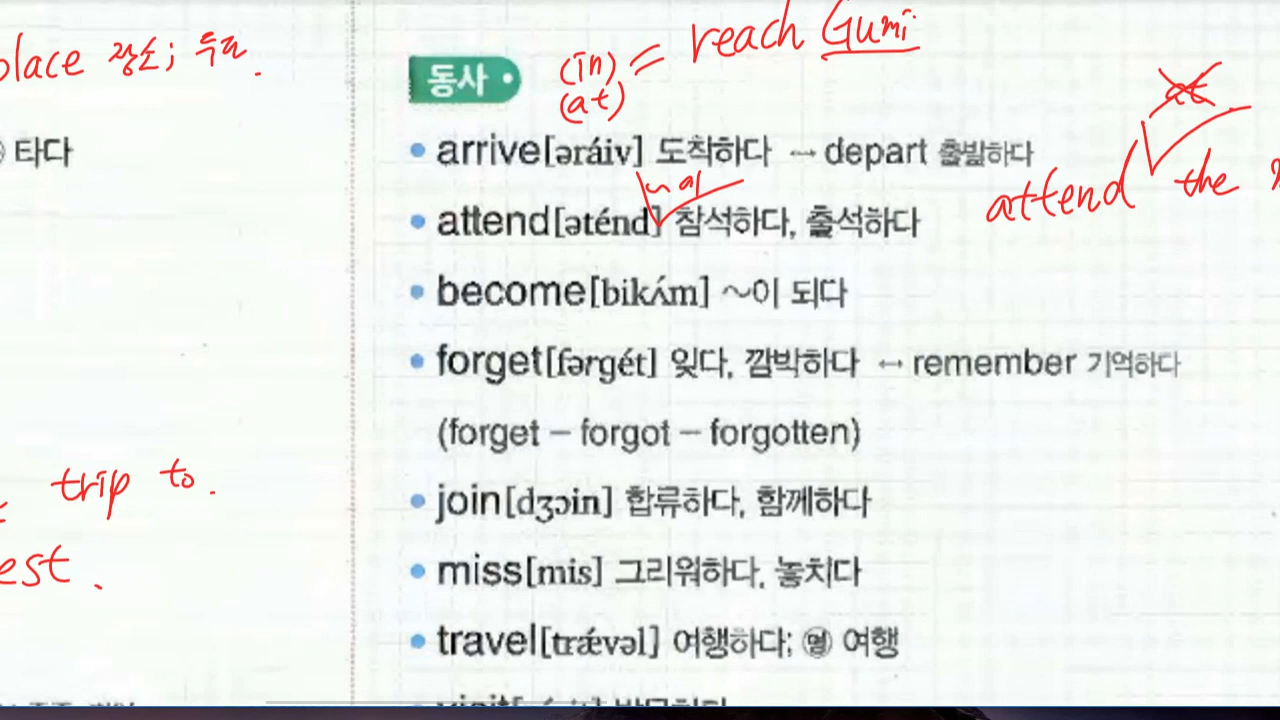 place 장소; 두다.
타다
trip to.
est.
동사
(in) = reach Gumi
(at)
arrive[əráiv] 도착하다 ↔ depart 출발하다
attend[əténd] 참석하다, 출석하다
at
attend the
become[bikʌ́m] ~이 되다
forget[fərgét] 잊다, 깜박하다 ↔ remember 기억하다
(forget – forgot – forgotten)
join[dʒɔin] 합류하다, 함께하다
miss[mis] 그리워하다, 놓치다
travel[trǽvəl] 여행하다; 명 여행